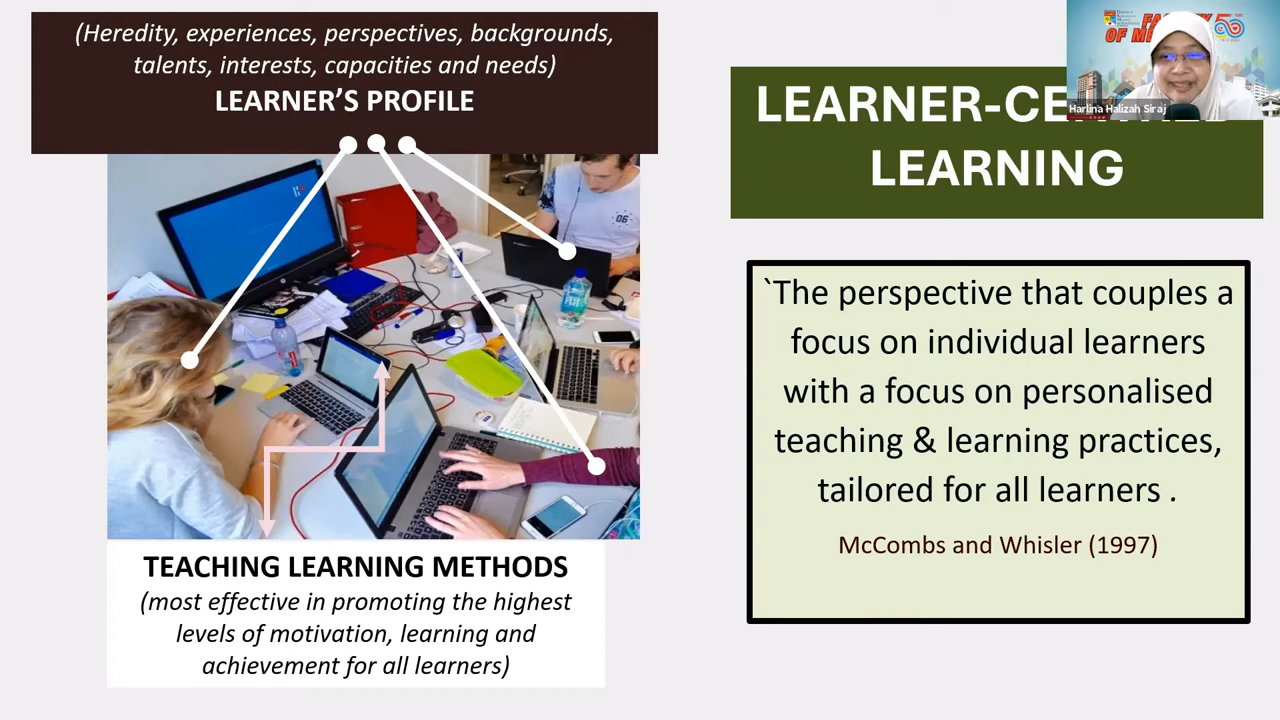 (Heredity, experiences, perspectives, backgrounds,
talents, interests, capacities and needs)
LEARNER'S PROFILE
TEACHING LEARNING METHODS
(most effective in promoting the highest
levels of motivation, learning and
achievement for all learners)
LEARNER-CE
LEARNING
`The perspective that couples a
focus on individual learners
with a focus on personalised
teaching & learning practices,
tailored for all learners .
McCombs and Whisler (1997)
Harlina Halizah Siraj
06
FIJI